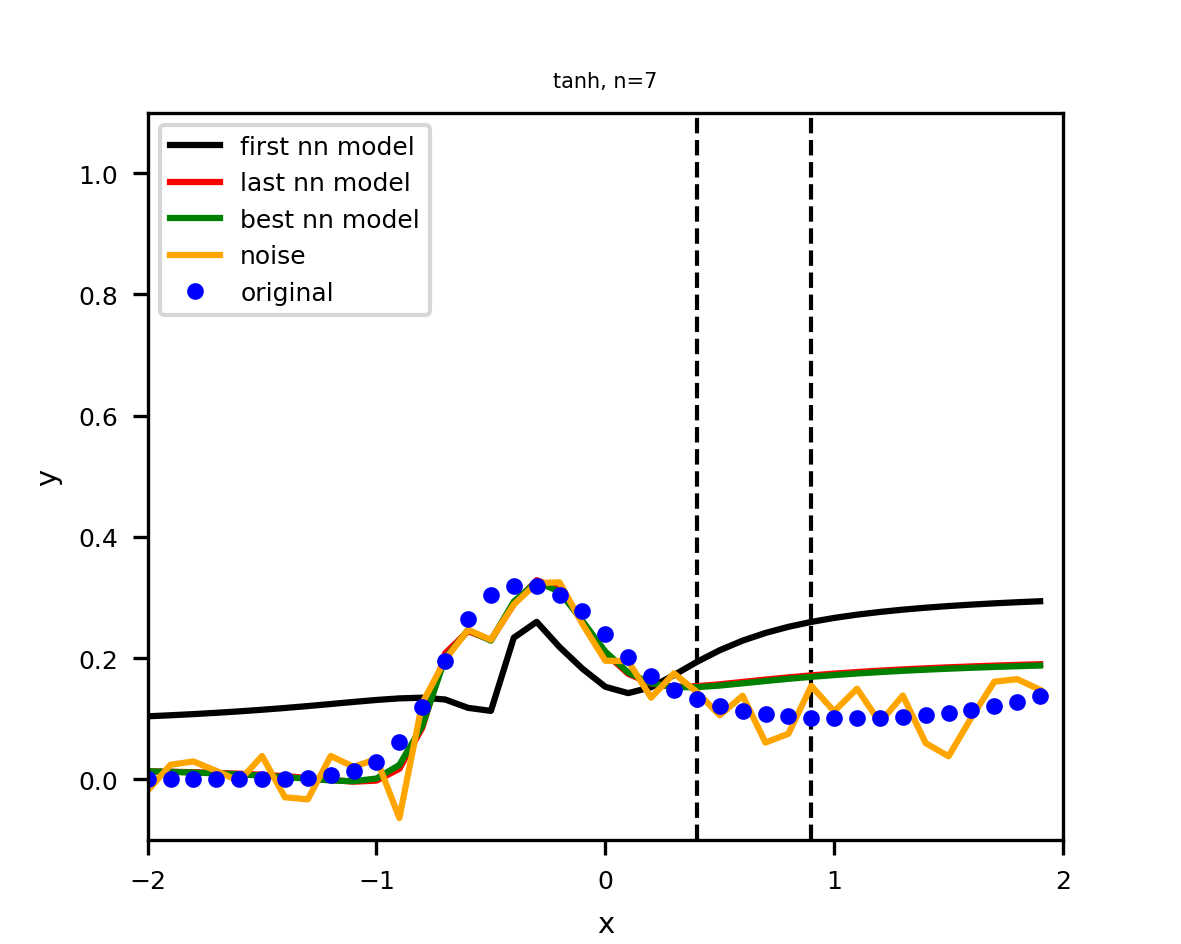 tanh, n=7
first nn model
last nn model
best nn model
noise
original
1.0
0.8
0.6
0.4
0.2
0.0
y
−2
−1
0
1
2
x